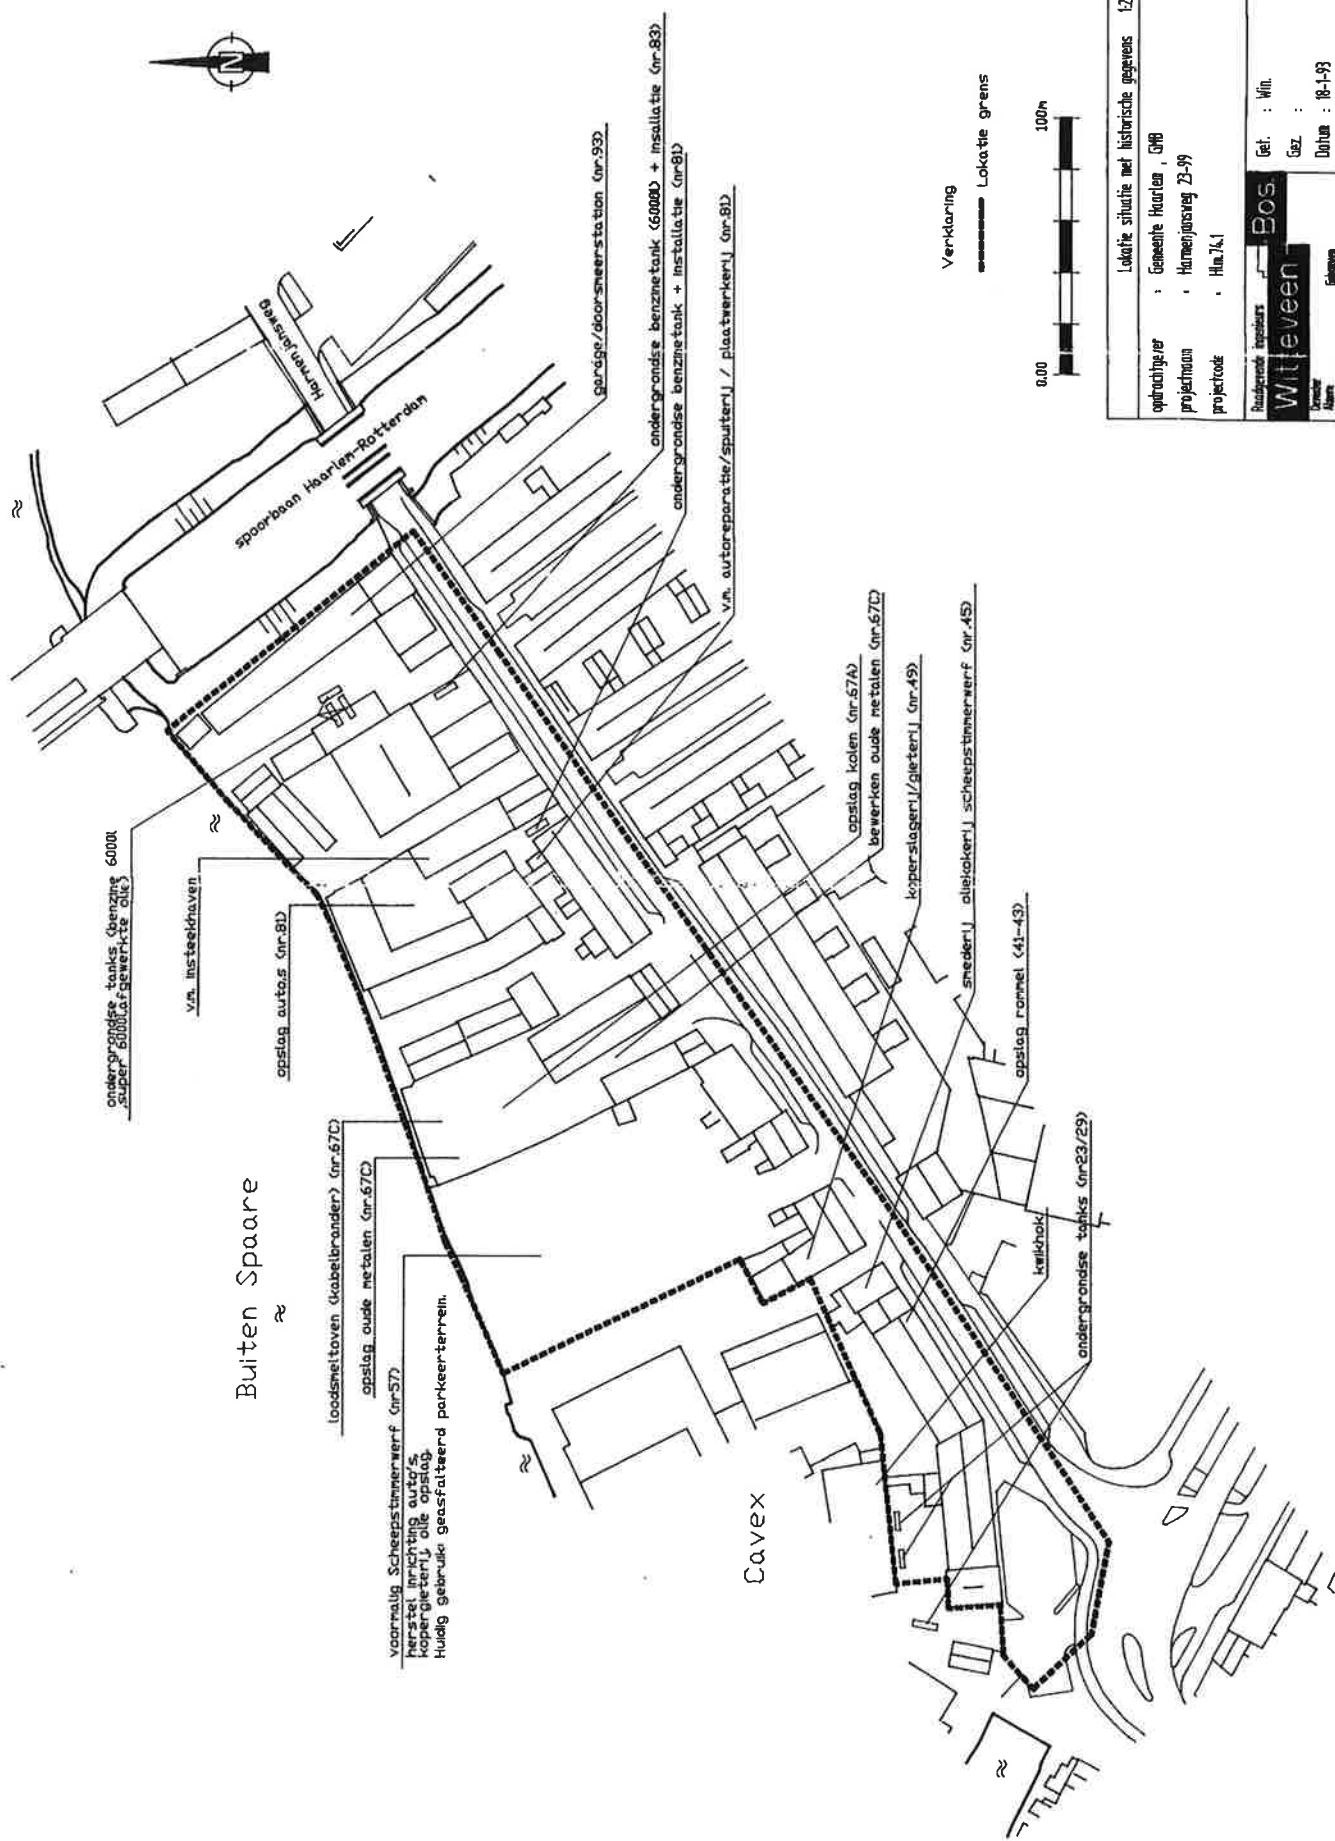 ondergrondse tanks (benzine 6000l
,super 6000l,afgewerkte olie)
v.m. insteekhaven
opslag auto,s (nr.81)
Buiten Spaare
loodsmeltoven (kabelbrander) (nr.67C)
opslag oude metalen (nr.67C)
voormalig Scheepstimmerwerf (nr57)
herstel inrichting auto's,
kopergieterij, olie opslag.
Huidig gebruik: geasfalteerd parkeerterrein.
Cavex
Harmenjansweg
spoorbaan Haarlem-Rotterdam
N
garage/doorsmeerstation (nr.93)
ondergrondse benzinetank (6000l) + insallatie (nr.83)
ondergrondse benzinetank + installatie (nr81)
v.m. autoreparatie/spuiterij / plaatwerkerij (nr.81)
opslag kolen (nr.67A)
bewerken oude metalen (nr.67C)
koperslagerij/gieterij (nr.49)
smederij oliekokerij scheepstimmerwerf (nr.45)
opslag rommel (41-43)
kwikhok
ondergrondse tanks (nr23/29)
Verklaring
Lokatie grens
0.00 100m
Lokatie situatie met historische gegevens
opdrachtgever : Gemeente Haarlem , GMB
projectnaam : Harmenjansweg 23-99
projectcode : Hlm.74.1
Raadgevende ingenieurs
Witteveen Bos.
Deventer
Almere
Get. : Win.
Gez. :
Datum : 18-1-93